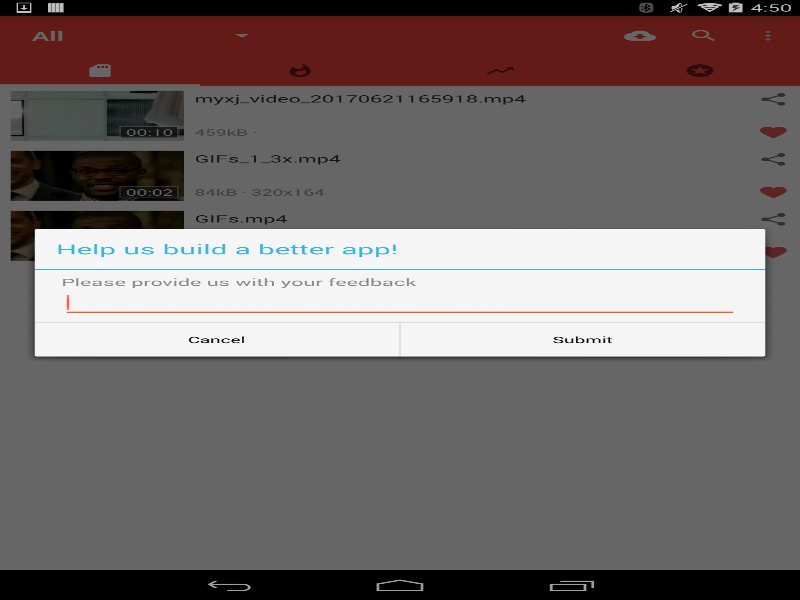 4:50
All
myxj_video_20170621165918.mp4
00:10
459kB ·
GIFs_1_3x.mp4
00:02
84kB · 320x164
GIFs.mp4
Help us build a better app!
Please provide us with your feedback
Cancel
Submit